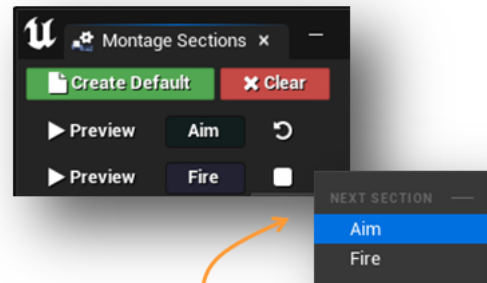 Montage Sections
Create Default
Clear
Preview
Aim
Preview
Fire
NEXT SECTION
Aim
Fire